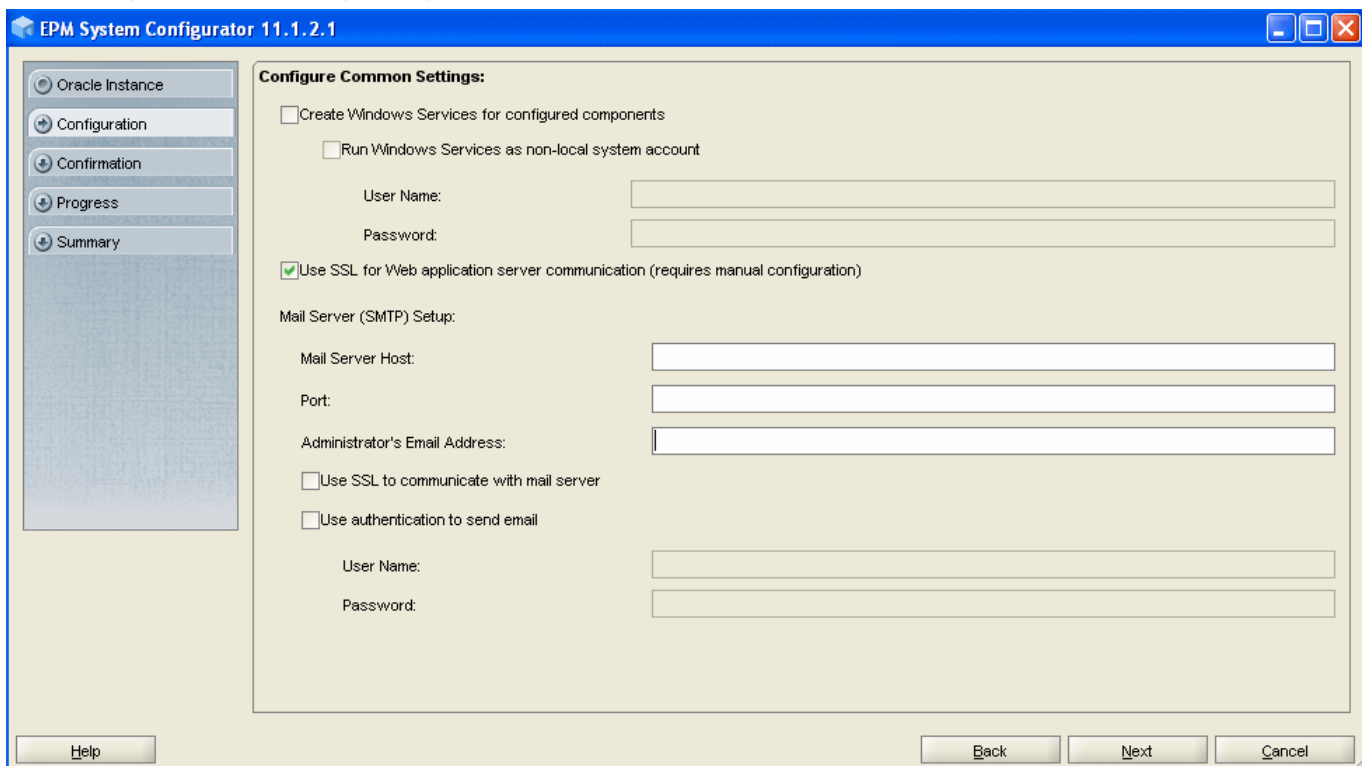 EPM System Configurator 11.1.2.1
Oracle Instance
Configuration
Confirmation
Progress
Summary
Configure Common Settings:
Create Windows Services for configured components
Run Windows Services as non-local system account
User Name:
Password:
Use SSL for Web application server communication (requires manual configuration)
Mail Server (SMTP) Setup:
Mail Server Host:
Port:
Administrator's Email Address:
Use SSL to communicate with mail server
Use authentication to send email
User Name:
Password:
Help
Back
Next
Cancel